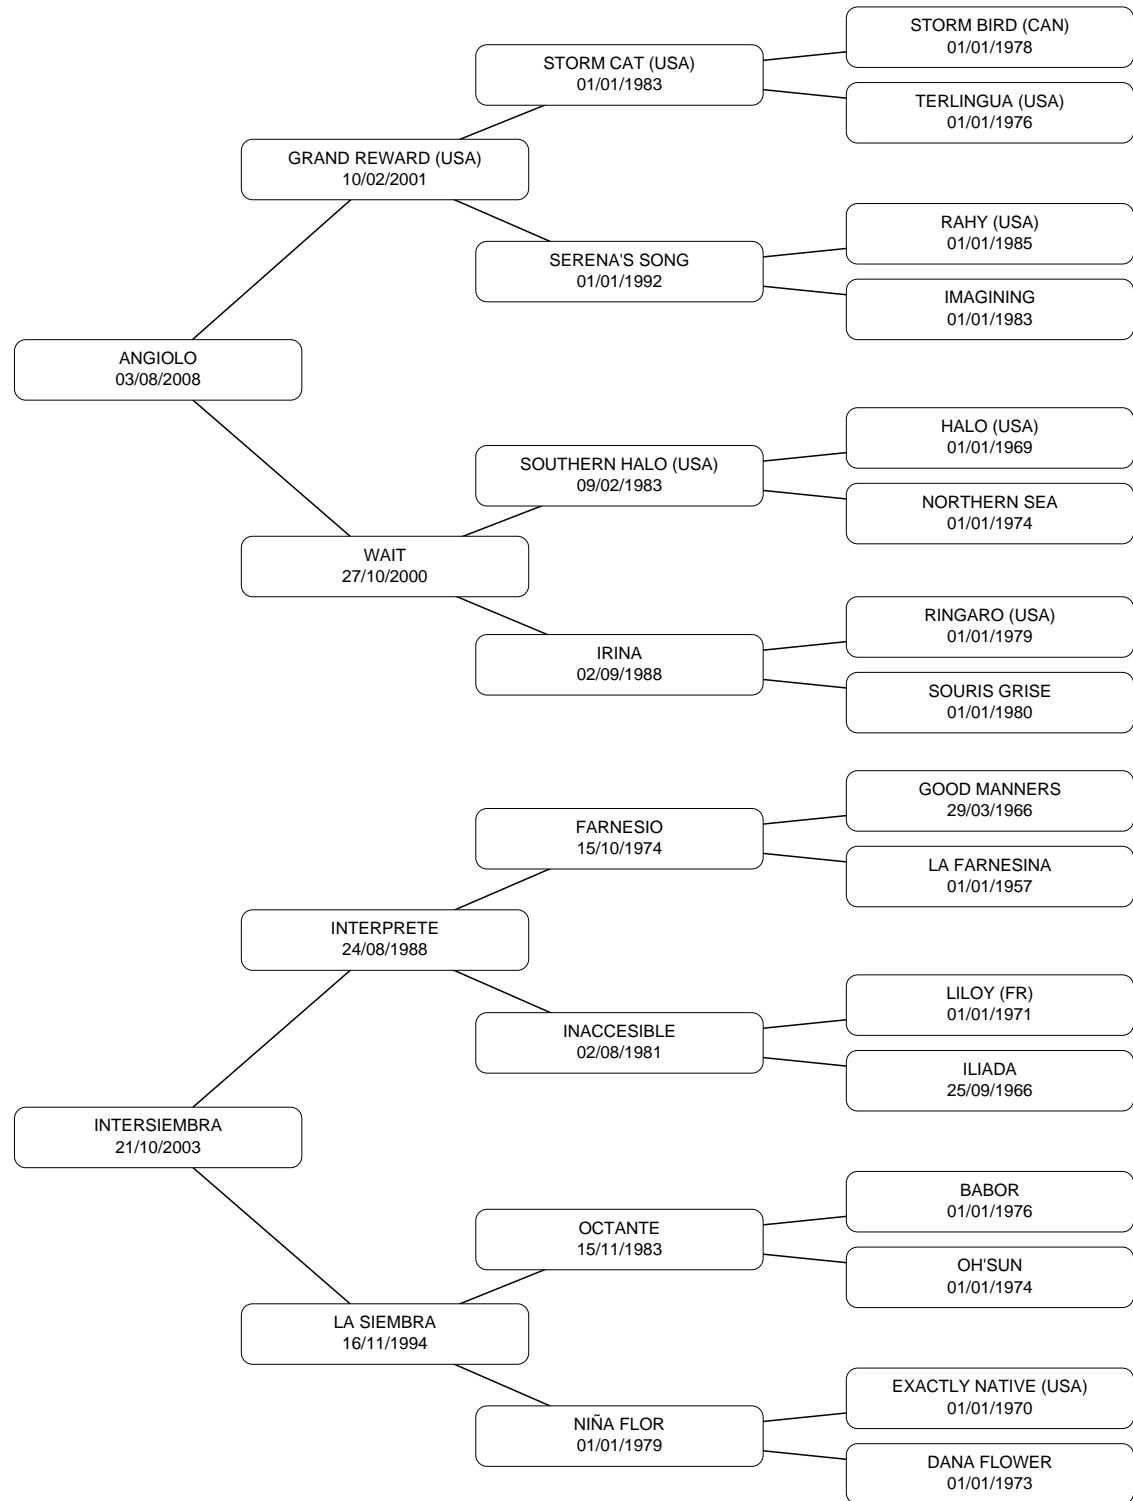 STORM BIRD (CAN)
01/01/1978
STORM CAT (USA)
01/01/1983
TERLINGUA (USA)
01/01/1976
GRAND REWARD (USA)
10/02/2001
RAHY (USA)
01/01/1985
SERENA'S SONG
01/01/1992
IMAGINING
01/01/1983
ANGIOLO
03/08/2008
HALO (USA)
01/01/1969
SOUTHERN HALO (USA)
09/02/1983
NORTHERN SEA
01/01/1974
WAIT
27/10/2000
RINGARO (USA)
01/01/1979
IRINA
02/09/1988
SOURIS GRISE
01/01/1980
GOOD MANNERS
29/03/1966
FARNESIO
15/10/1974
LA FARNESINA
01/01/1957
INTERPRETE
24/08/1988
LILOY (FR)
01/01/1971
INACCESIBLE
02/08/1981
ILIADA
25/09/1966
INTERSIEMBRA
21/10/2003
BABOR
01/01/1976
OCTANTE
15/11/1983
OH'SUN
01/01/1974
LA SIEMBRA
16/11/1994
EXACTLY NATIVE (USA)
01/01/1970
NIÑA FLOR
01/01/1979
DANA FLOWER
01/01/1973